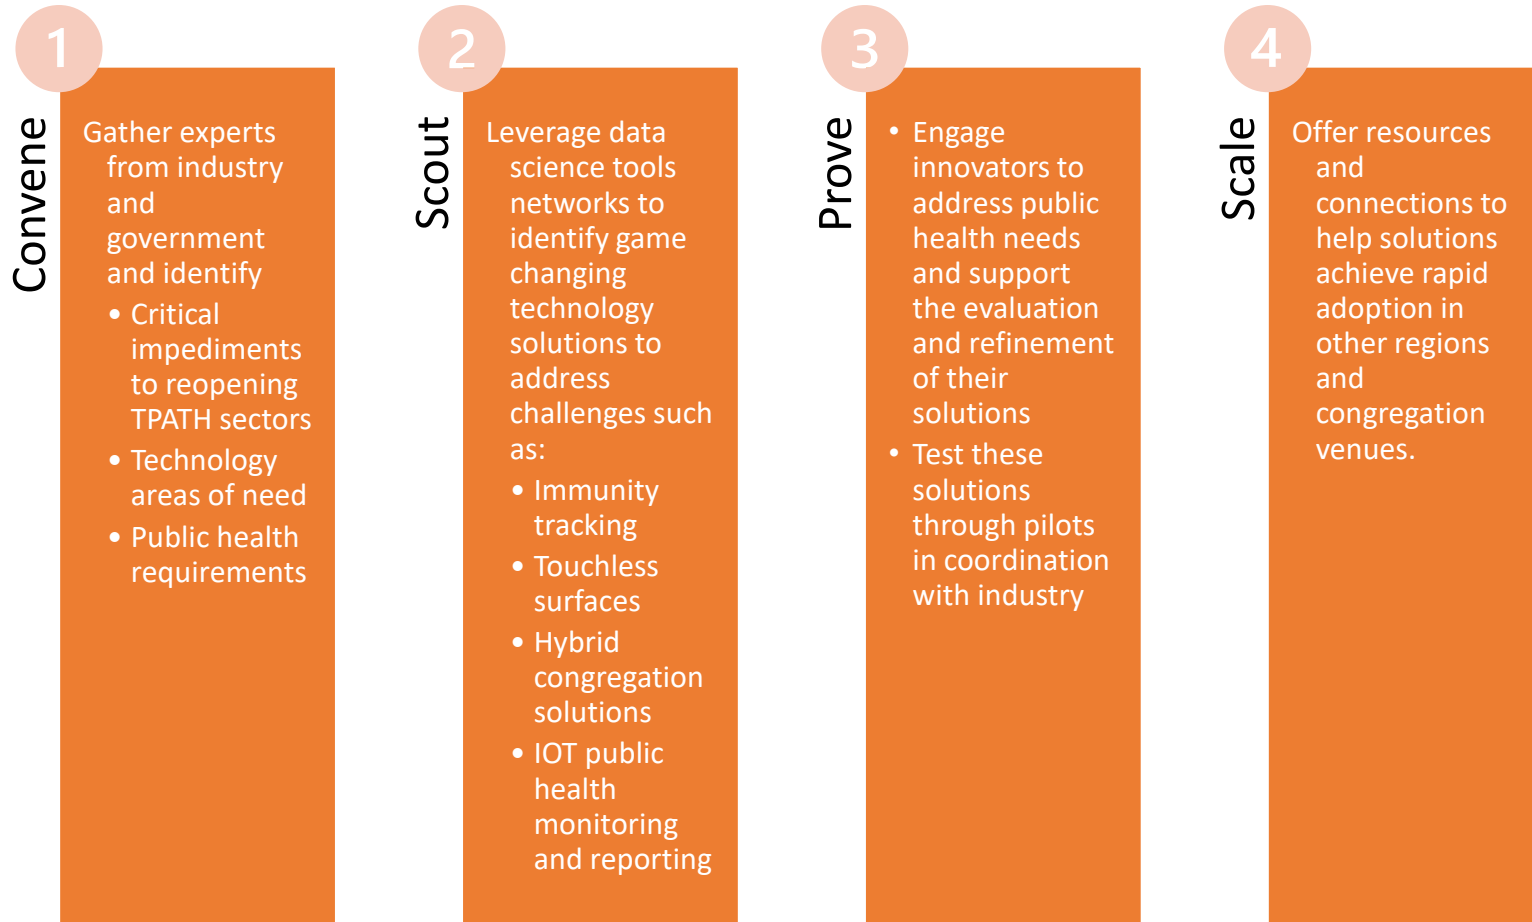 1
Convene
Gather experts
from industry
and
government
and identify
• Critical
impediments
to reopening
TPATH sectors
• Technology
areas of need
• Public health
requirements
2
Scout
Leverage data
science tools
networks to
identify game
changing
technology
solutions to
address
challenges such
as:
• Immunity
tracking
• Touchless
surfaces
• Hybrid
congregation
solutions
• IOT public
health
monitoring
and reporting
3
Prove
• Engage
innovators to
address public
health needs
and support
the evaluation
and refinement
of their
solutions
• Test these
solutions
through pilots
in coordination
with industry
4
Scale
Offer resources
and
connections to
help solutions
achieve rapid
adoption in
other regions
and
congregation
venues.